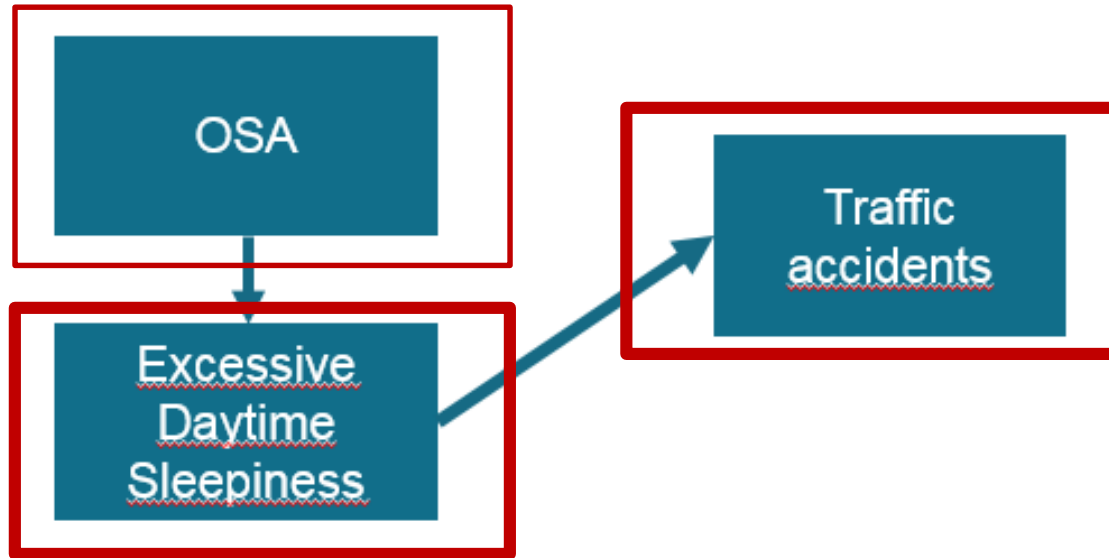 OSA
Excessive
Daytime
Sleepiness
Traffic
accidents